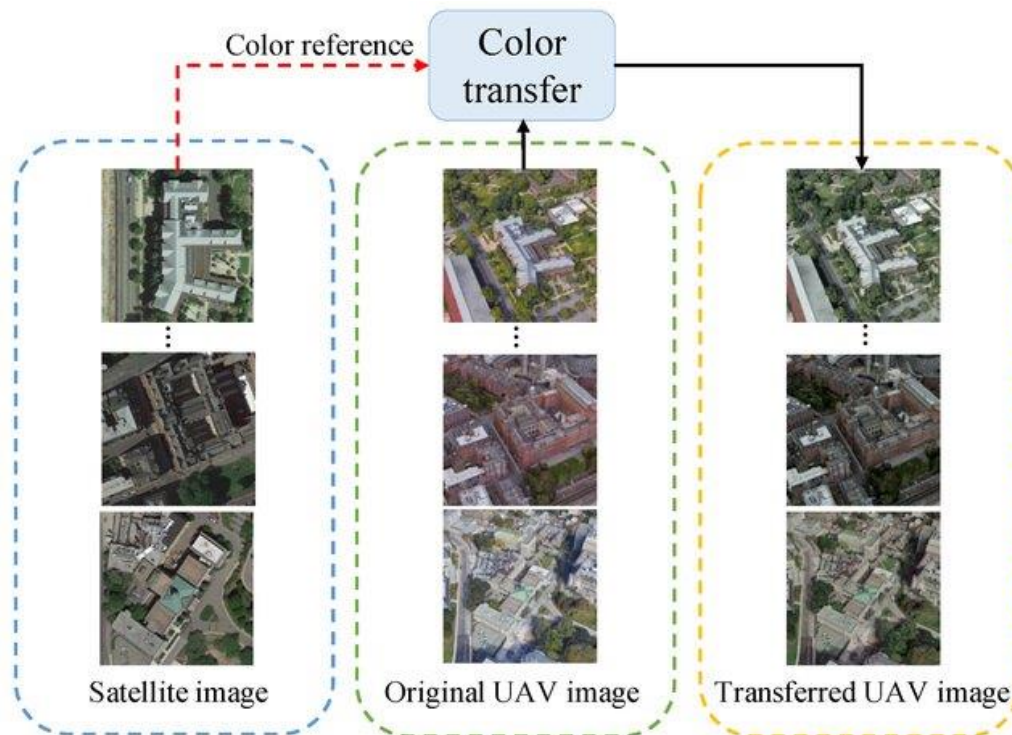 Color reference
Color
transfer
Satellite image
Original UAV image
Transferred UAV image